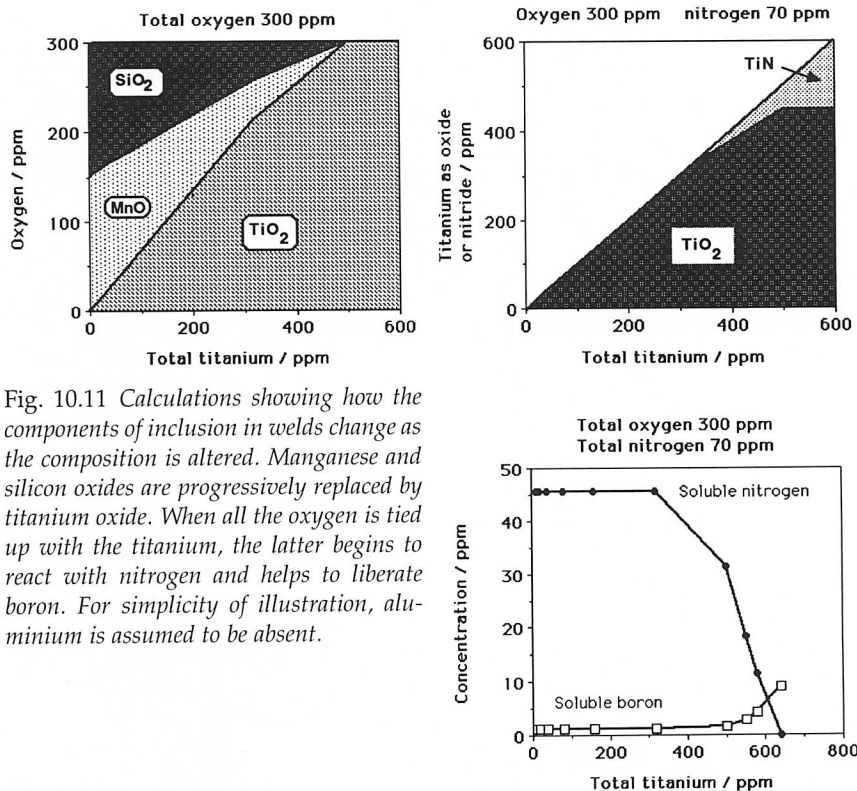 Total oxygen 300 ppm
300
200
100
0
Oxygen / ppm
SiO2
MnO
TiO2
0 200 400 600
Total titanium / ppm
Oxygen 300 ppm nitrogen 70 ppm
600
400
200
0
Titanium as oxide
or nitride / ppm
TiN
TiO2
0 200 400 600
Total titanium / ppm
Fig. 10.11 Calculations showing how the
components of inclusion in welds change as
the composition is altered. Manganese and
silicon oxides are progressively replaced by
titanium oxide. When all the oxygen is tied
up with the titanium, the latter begins to
react with nitrogen and helps to liberate
boron. For simplicity of illustration, alu-
minium is assumed to be absent.
Total oxygen 300 ppm
Total nitrogen 70 ppm
50
40
30
20
10
0
Concentration / ppm
Soluble nitrogen
Soluble boron
0 200 400 600 800
Total titanium / ppm